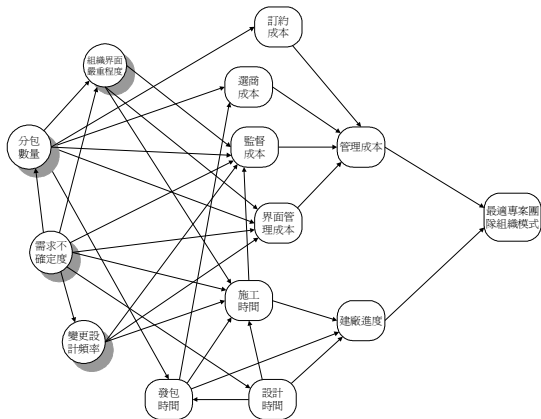 訂約
成本
組織界面
嚴重程度
選商
成本
分包
數量
監督
成本
管理成本
界面管
理成本
最適專案團
隊組織模式
需求不
確定度
施工
時間
建廠進度
變更設
計頻率
發包
時間
設計
時間